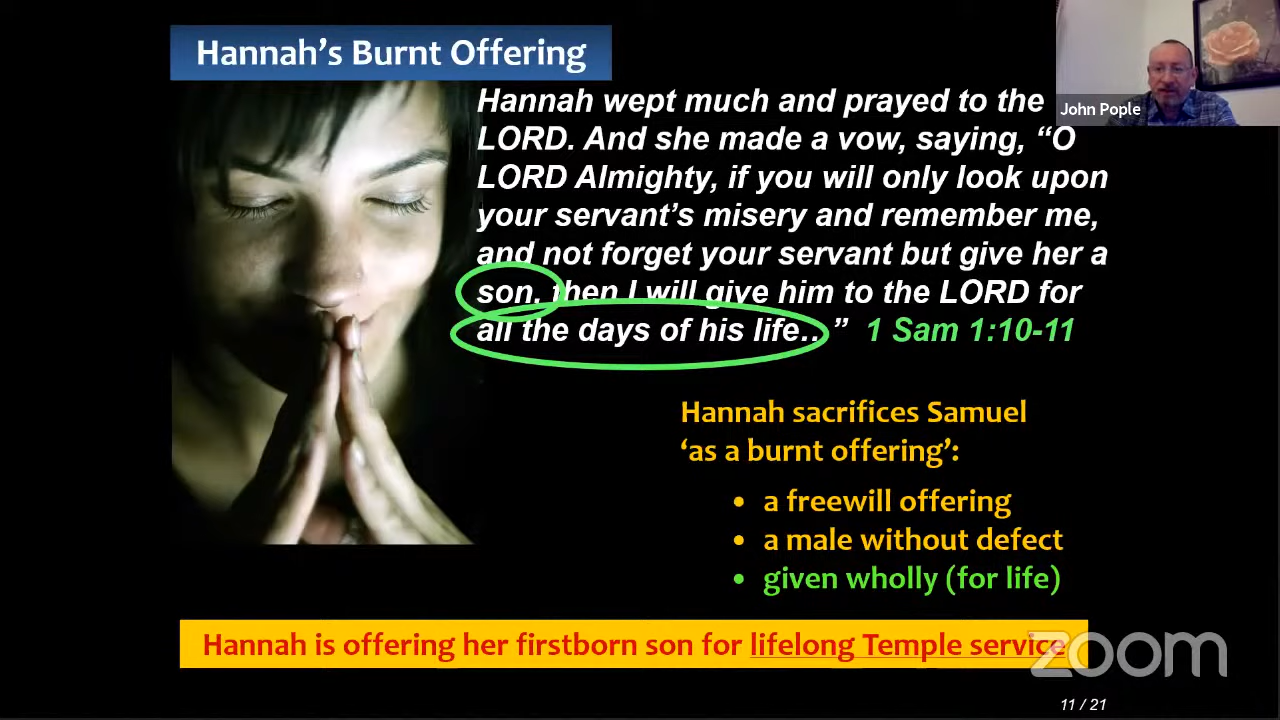 Hannah's Burnt Offering
Hannah wept much and prayed to the
LORD. And she made a vow, saying, “O
LORD Almighty, if you will only look upon
your servant’s misery and remember me,
and not forget your servant but give her a
son, then I will give him to the LORD for
all the days of his life…” 1 Sam 1:10-11
John Pople
Hannah sacrifices Samuel
‘as a burnt offering’:
• a freewill offering
• a male without defect
• given wholly (for life)
Hannah is offering her firstborn son for lifelong Temple service
zoom
11 / 21